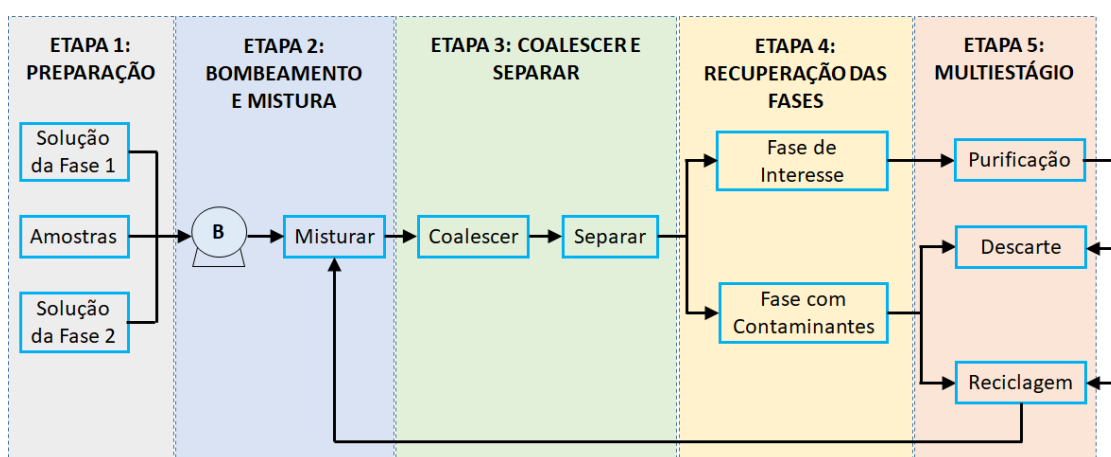 ETAPA 1:
PREPARAÇÃO
ETAPA 2:
BOMBEAMENTO
E MISTURA
ETAPA 3: COALESCER E
SEPARAR
ETAPA 4:
RECUPERAÇÃO DAS
FASES
ETAPA 5:
MULTIESTÁGIO
Solução
da Fase 1
Amostras
Solução
da Fase 2
B
Misturar
Coalescer
Separar
Fase de
Interesse
Fase com
Contaminantes
Purificação
Descarte
Reciclagem